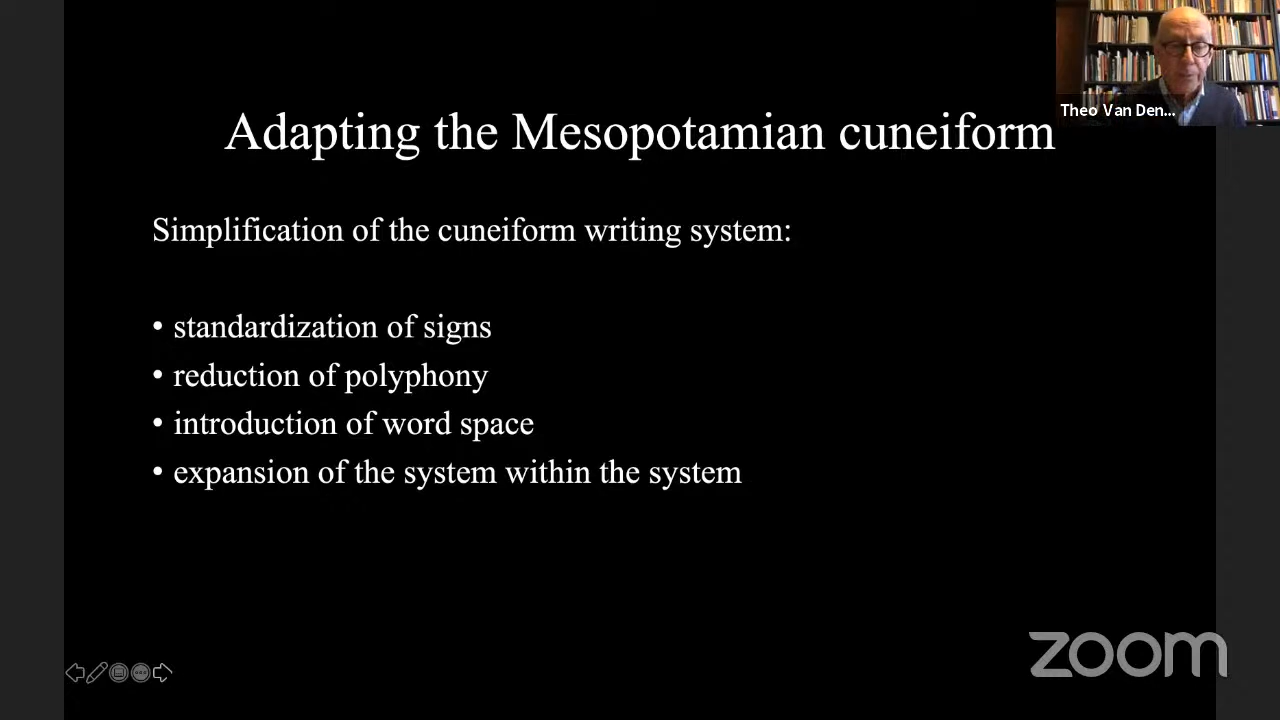 Theo Van Den...
Adapting the Mesopotamian cuneiform
Simplification of the cuneiform writing system:
• standardization of signs
• reduction of polyphony
• introduction of word space
• expansion of the system within the system
zoom